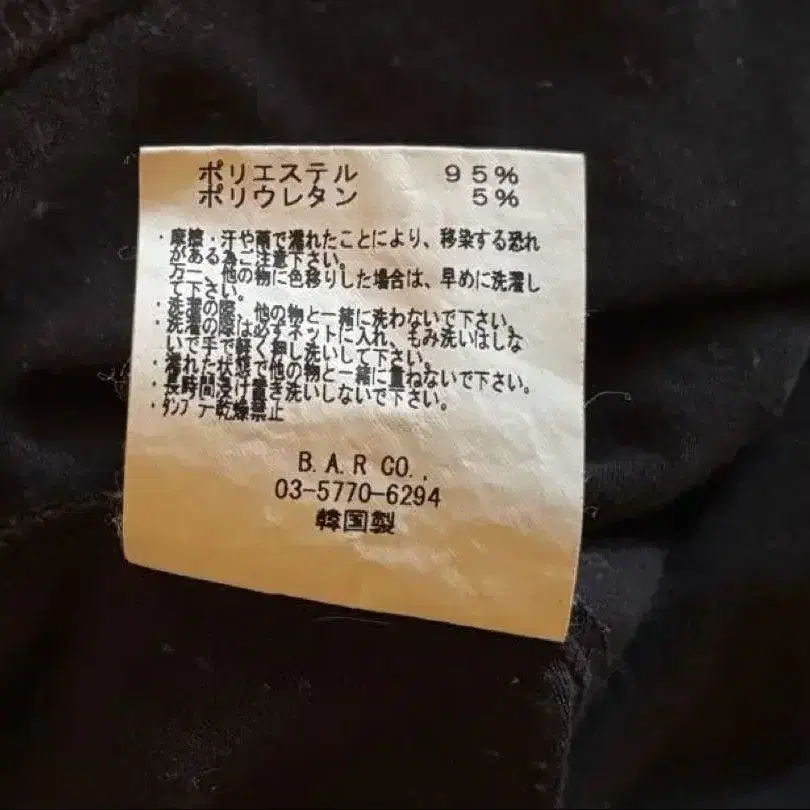 ポリエステル 95%
ポリウレタン 5%
・摩擦・汗や雨で濡れたことにより、移染する恐れ
がある為ご注意下さい。
万一、他の物に色移りした場合は、早めに洗濯し
て下さい。
・洗濯の際、他の物と一緒に洗わないで下さい。
・洗濯の際は必ずネットに入れ、もみ洗いはしな
いで手で軽く押し洗いして下さい。
・濡れた状態で他の物と一緒に重ねないで下さい。
・長時間浸け置き洗いしないで下さい。
・タンブラー乾燥禁止
B.A.R CO.,
03-5770-6294
韓国製